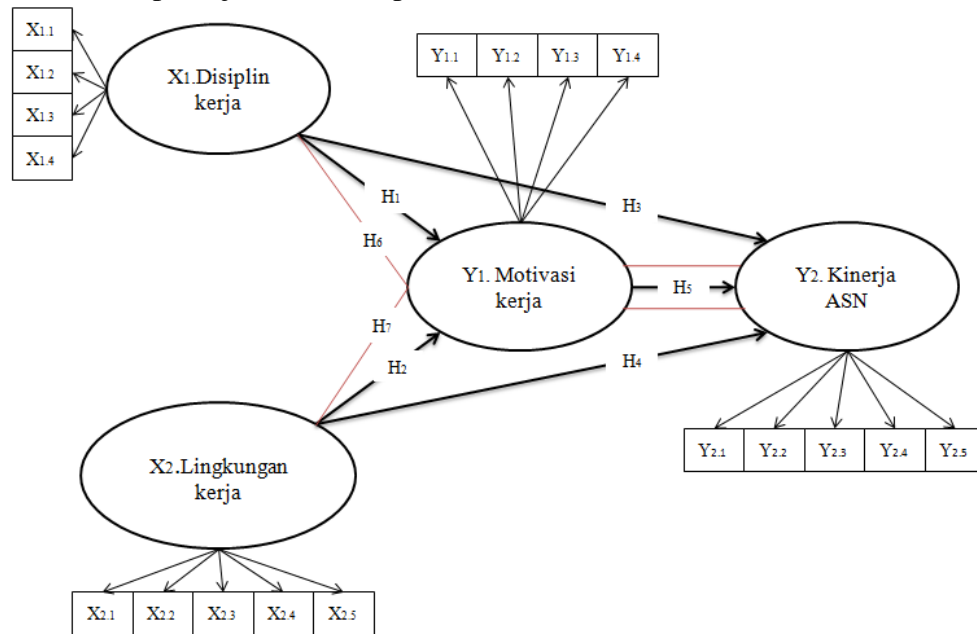 X1.1
X1.2
X1.3
X1.4
X1.Disiplin
kerja
Y1.1 Y1.2 Y1.3 Y1.4
H1
H3
H6
Y1. Motivasi
kerja
H5
Y2. Kinerja
ASN
H7
H2
H4
X2.Lingkungan
kerja
Y2.1 Y2.2 Y2.3 Y2.4 Y2.5
X2.1 X2.2 X2.3 X2.4 X2.5